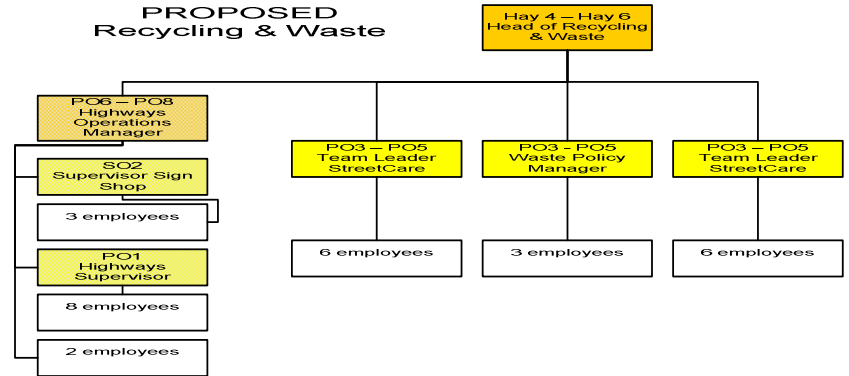 PROPOSED
Recycling & Waste
Hay 4 – Hay 6
Head of Recycling
& Waste
PO6 – PO8
Highways
Operations
Manager
SO2
Supervisor Sign
Shop
3 employees
PO1
Highways
Supervisor
8 employees
2 employees
PO3 – PO5
Team Leader
StreetCare
6 employees
PO3 - PO5
Waste Policy
Manager
3 employees
PO3 – PO5
Team Leader
StreetCare
6 employees